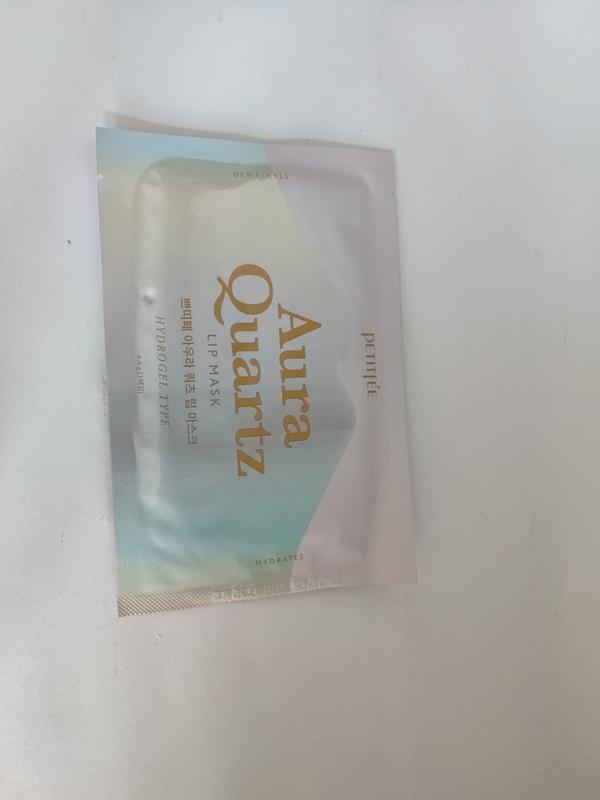 PETITFÉE
Aura
Quartz
LIP MASK
쁘띠페 아우라 쿼츠 립 마스크
HYDROGEL TYPE
DEWRINKLE
HYDRATES